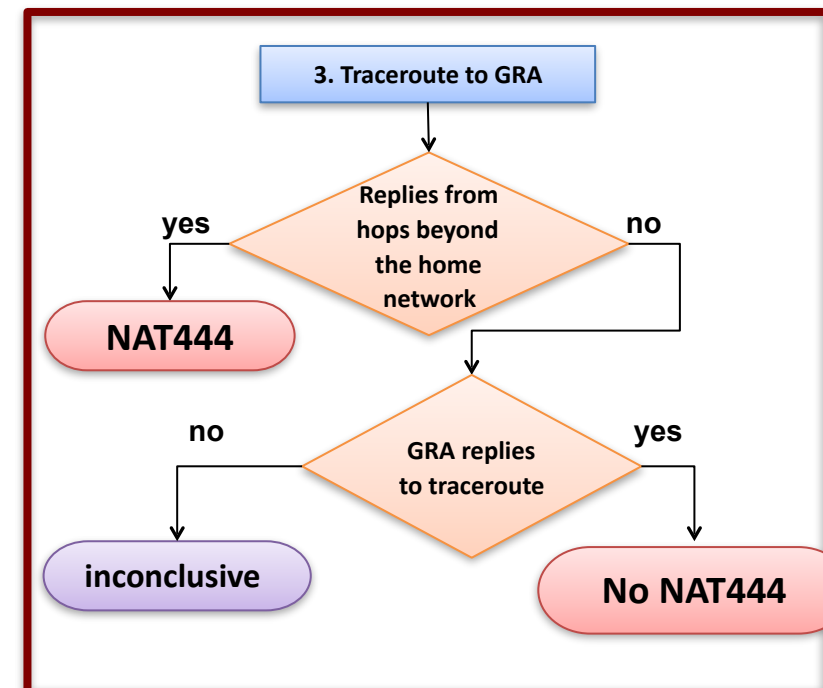 3. Traceroute to GRA
Replies from
hops beyond
the home
network
yes
no
NAT444
GRA replies
to traceroute
no
yes
inconclusive
No NAT444